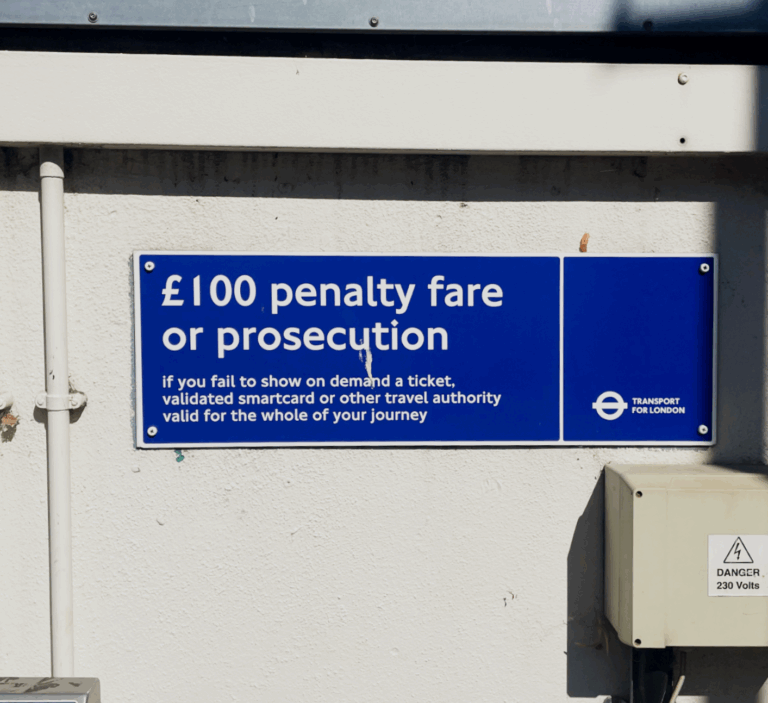 £100 penalty fare
or prosecution
if you fail to show on demand a ticket,
validated smartcard or other travel authority
valid for the whole of your journey
TRANSPORT
FOR LONDON
DANGER
230 Volts